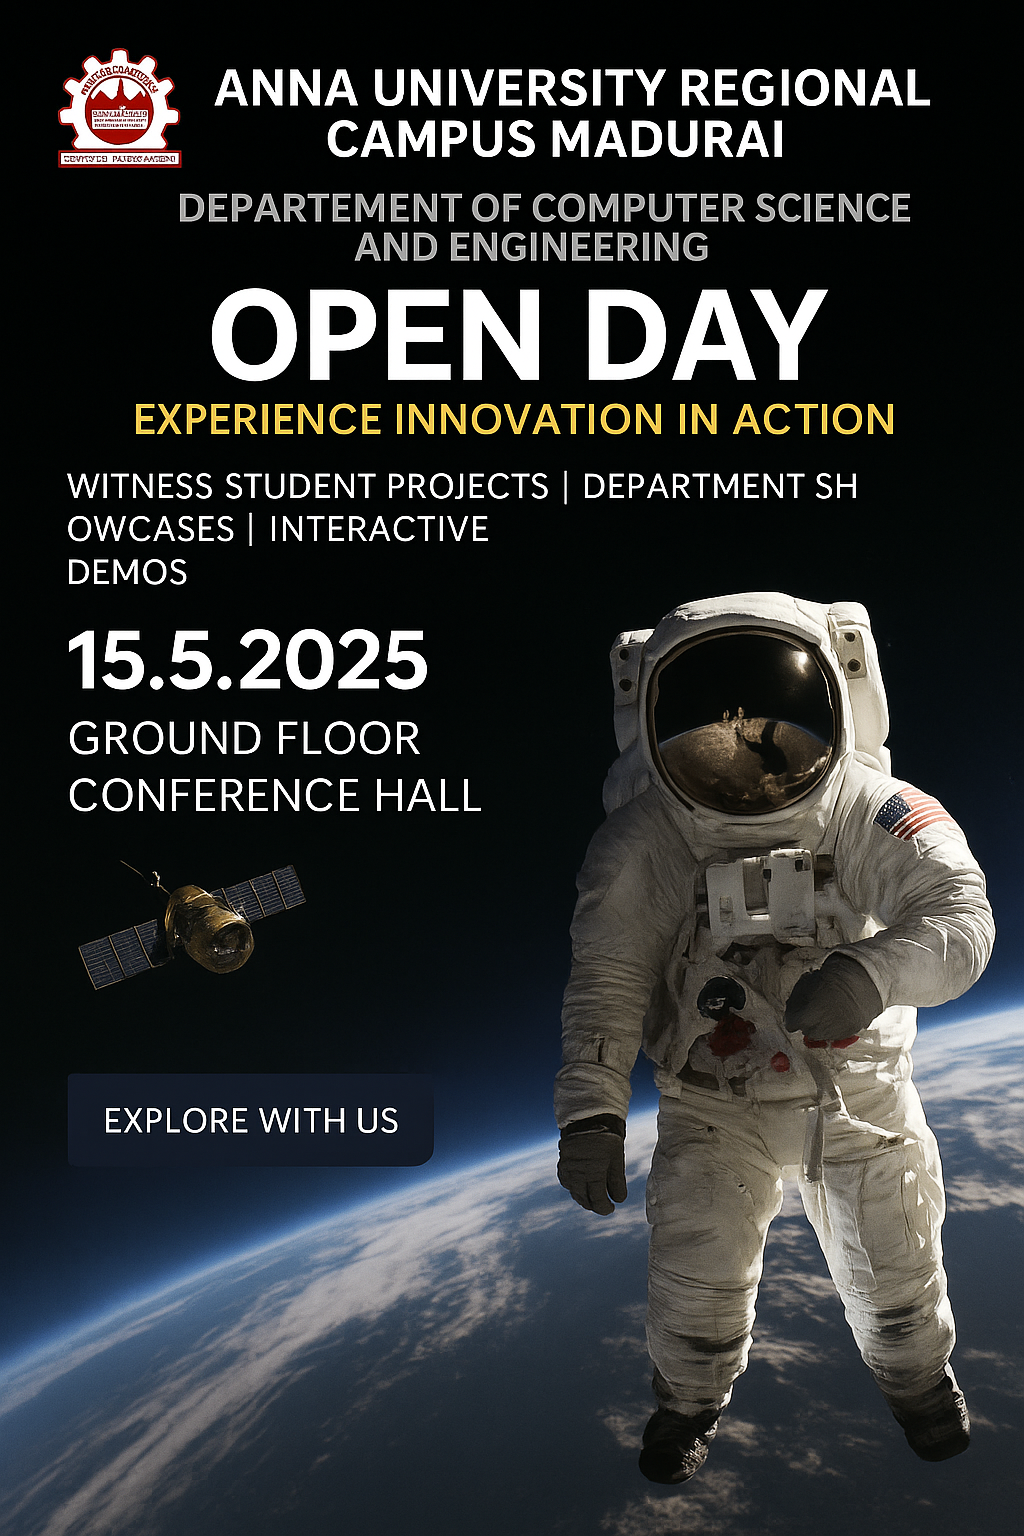 ANNA UNIVERSITY REGIONAL
CAMPUS MADURAI
DEPARTEMENT OF COMPUTER SCIENCE
AND ENGINEERING
OPEN DAY
EXPERIENCE INNOVATION IN ACTION
WITNESS STUDENT PROJECTS | DEPARTMENT SH
OWCASES | INTERACTIVE
DEMOS
15.5.2025
GROUND FLOOR
CONFERENCE HALL
EXPLORE WITH US